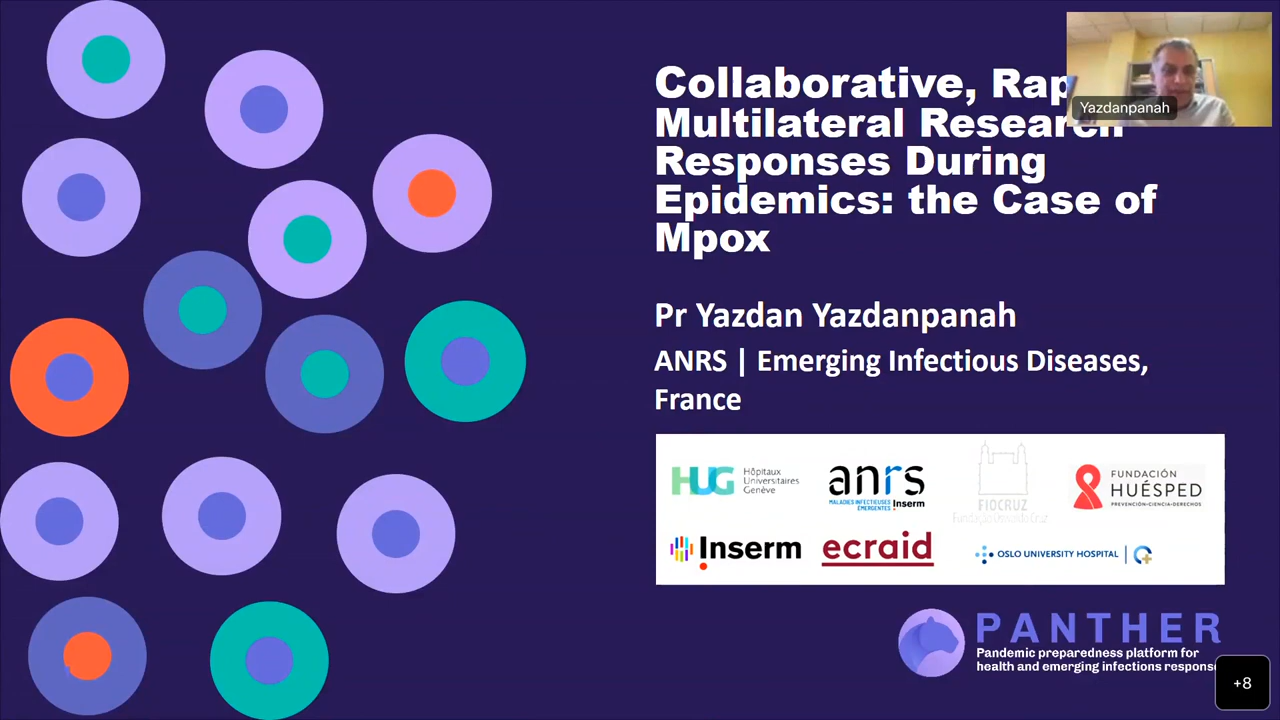 Collaborative, Rap
Multilateral Research
Responses During
Epidemics: the Case of
Mpox
Yazdanpanah
Pr Yazdan Yazdanpanah
ANRS | Emerging Infectious Diseases,
France
HUG
Hôpitaux
Universitaires
Genève
anrs
MALADIES INFECTIEUSES
ÉMERGENTES
Inserm
FIOCRUZ
FUNDACIÓN
HUÉSPED
PREVENCIÓN·CIENCIA·DERECHOS
Inserm
ecraid
OSLO UNIVERSITY HOSPITAL
PANTHER
Pandemic preparedness platform for
health and emerging infections respons
+8